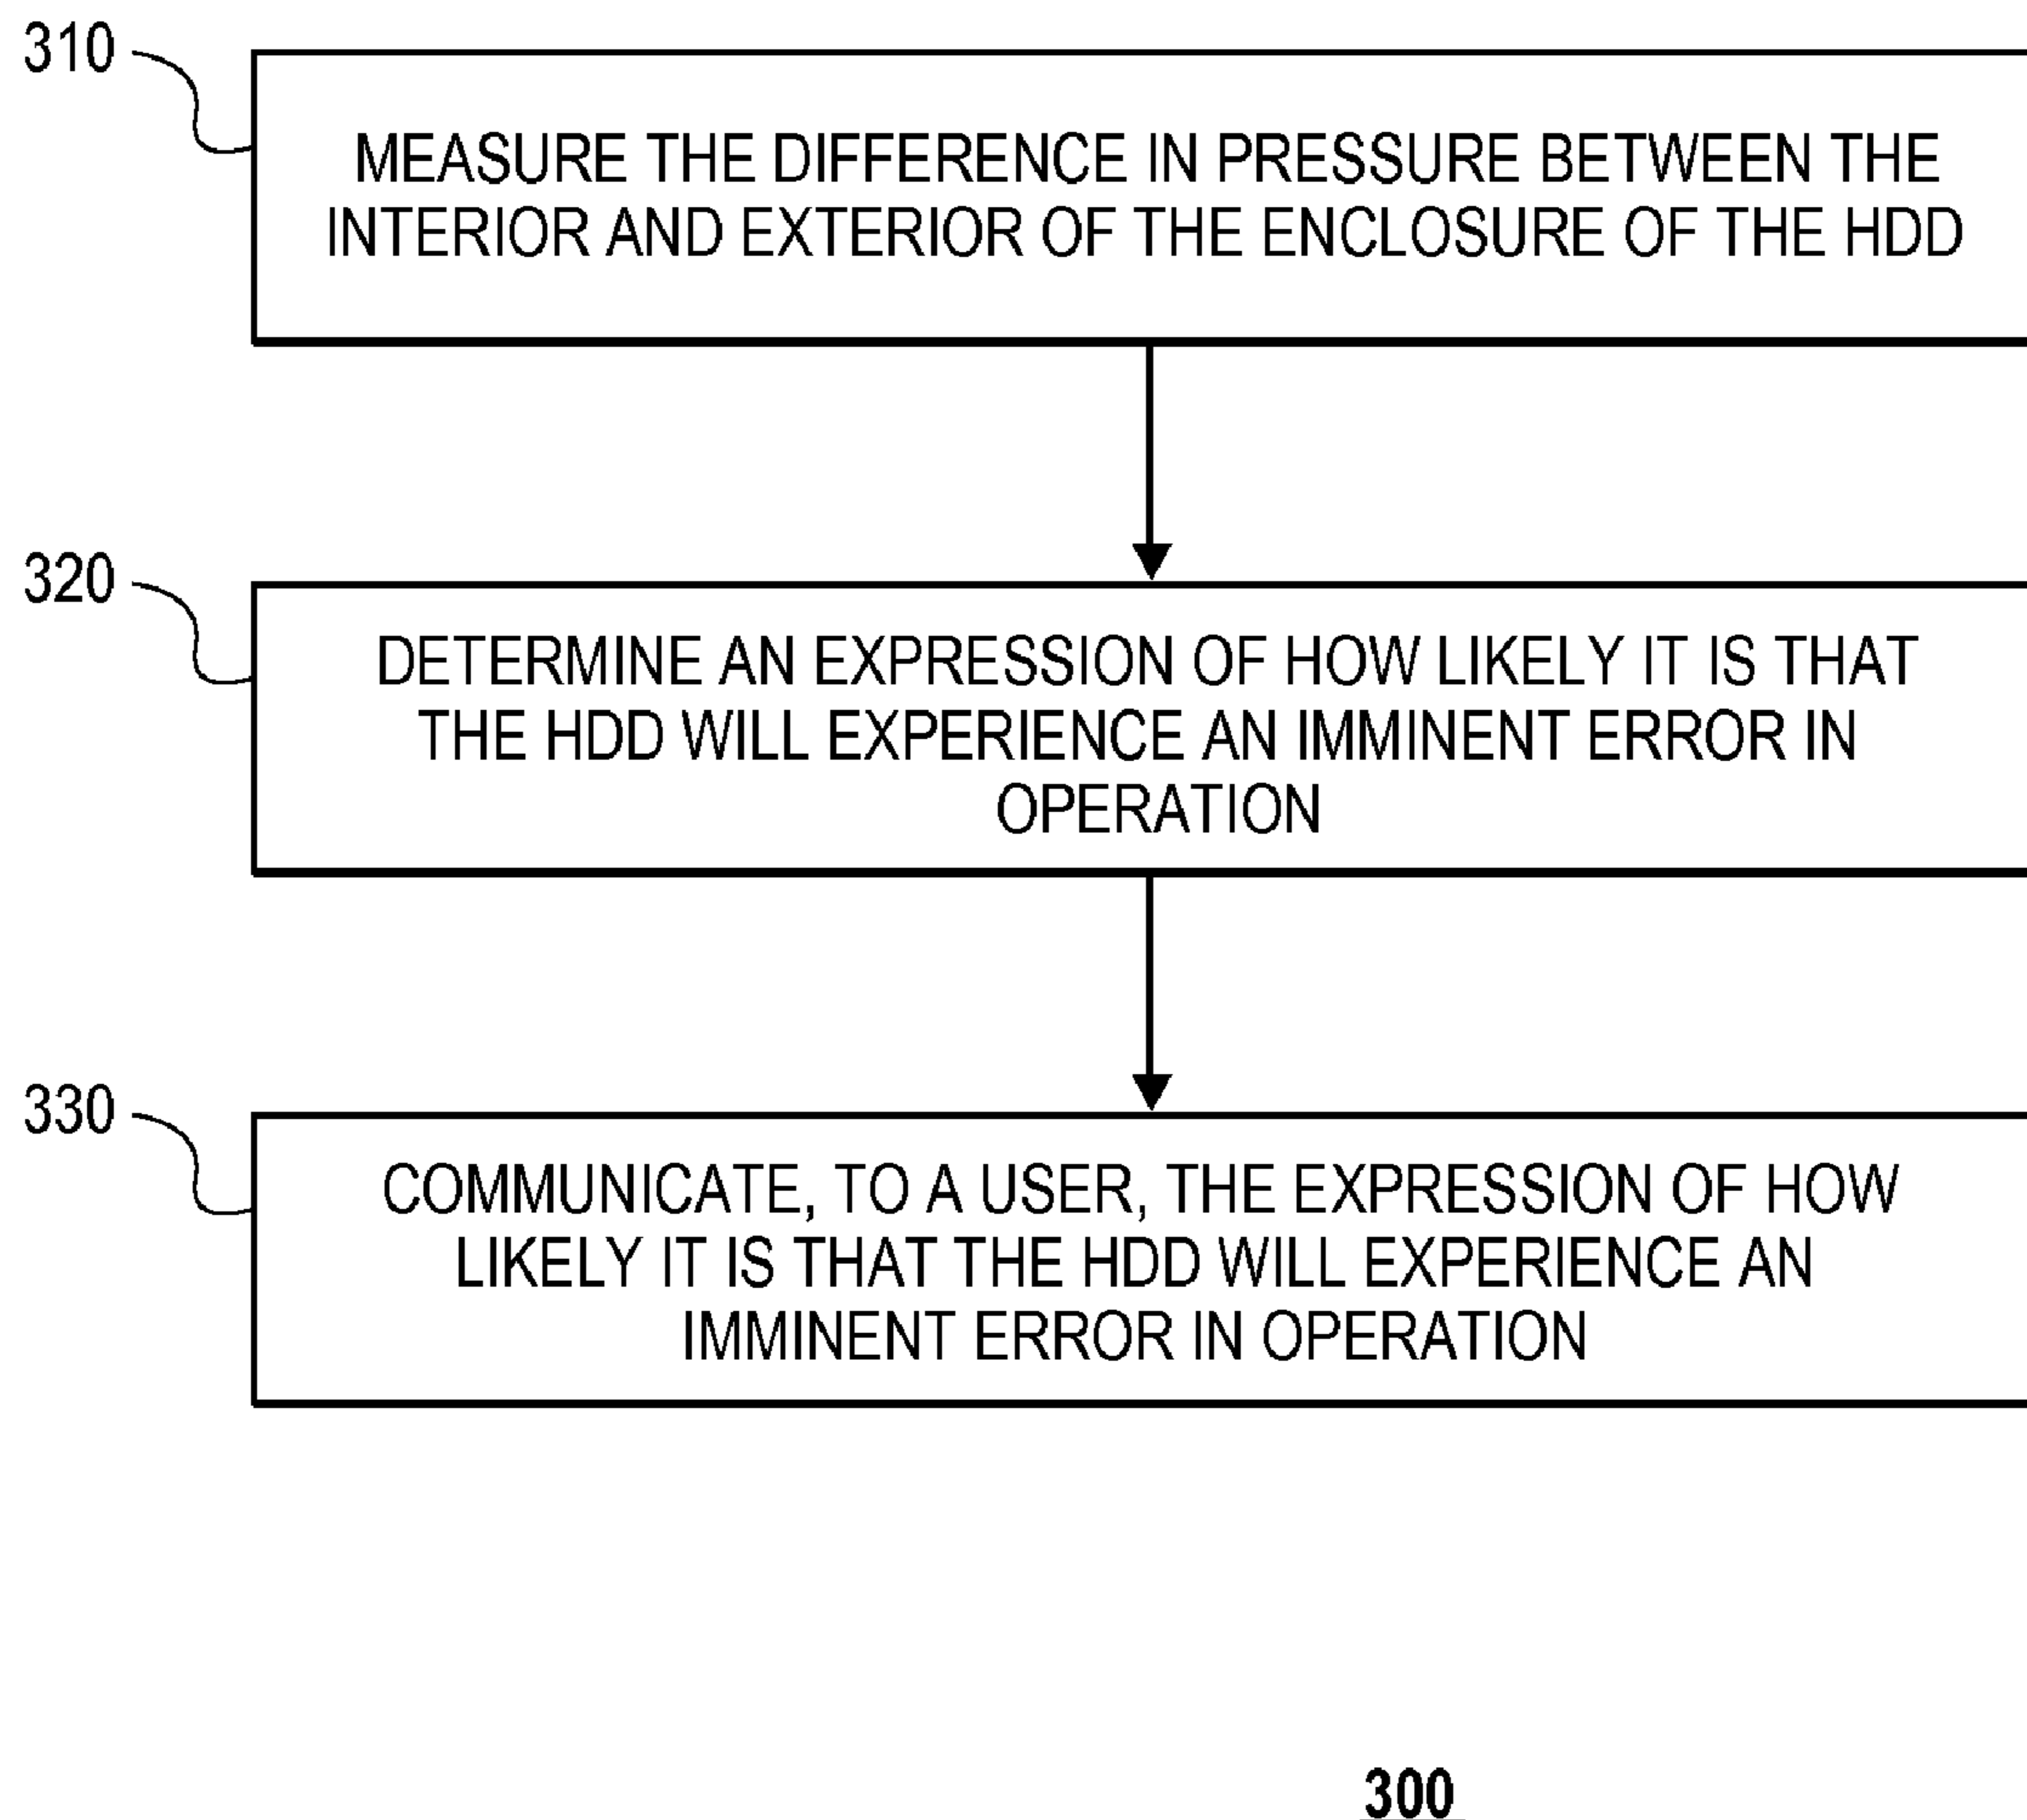 310
MEASURE THE DIFFERENCE IN PRESSURE BETWEEN THE
INTERIOR AND EXTERIOR OF THE ENCLOSURE OF THE HDD
320
DETERMINE AN EXPRESSION OF HOW LIKELY IT IS THAT
THE HDD WILL EXPERIENCE AN IMMINENT ERROR IN
OPERATION
330
COMMUNICATE, TO A USER, THE EXPRESSION OF HOW
LIKELY IT IS THAT THE HDD WILL EXPERIENCE AN
IMMINENT ERROR IN OPERATION
300